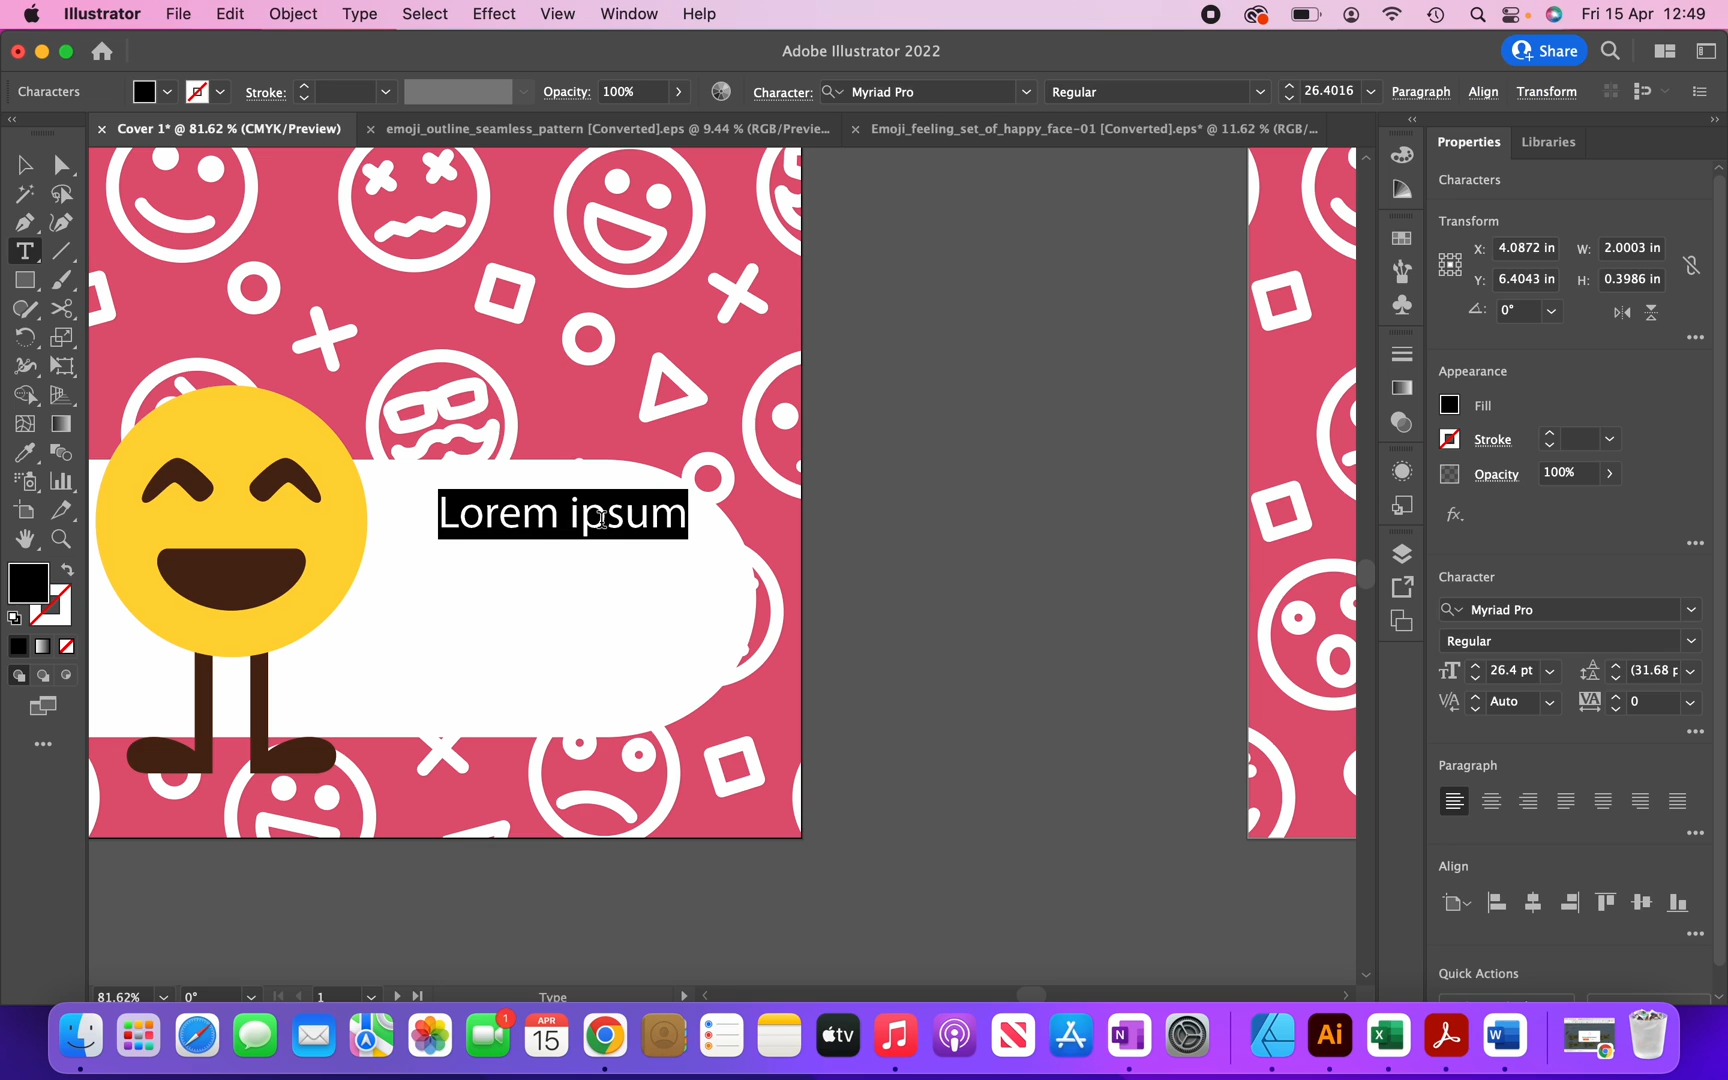 Illustrator File Edit Object Type Select Effect View Window Help Fri 15 Apr 12:49
Adobe Illustrator 2022 Share
Characters Stroke: Opacity: 100% Character: Myriad Pro Regular 26.4016 Paragraph Align Transform
Cover 1* @ 81.62 % (CMYK/Preview) emoji_outline_seamless_pattern [Converted].eps @ 9.44 % (RGB/Previe... Emoji_feeling_set_of_happy_face-01 [Converted].eps* @ 11.62 % (RGB/...
Properties Libraries
Characters
Transform
X: 4.0872 in W: 2.0003 in
Y: 6.4043 in H: 0.3986 in
0°
Appearance
Fill
Stroke
Opacity 100%
fx.
Lorem ipsum
Character
Myriad Pro
Regular
26.4 pt (31.68 p
Auto 0
Paragraph
Align
Quick Actions
81.62% 0° 1 Type
APR
15
1
tv
N
Ai
X
W